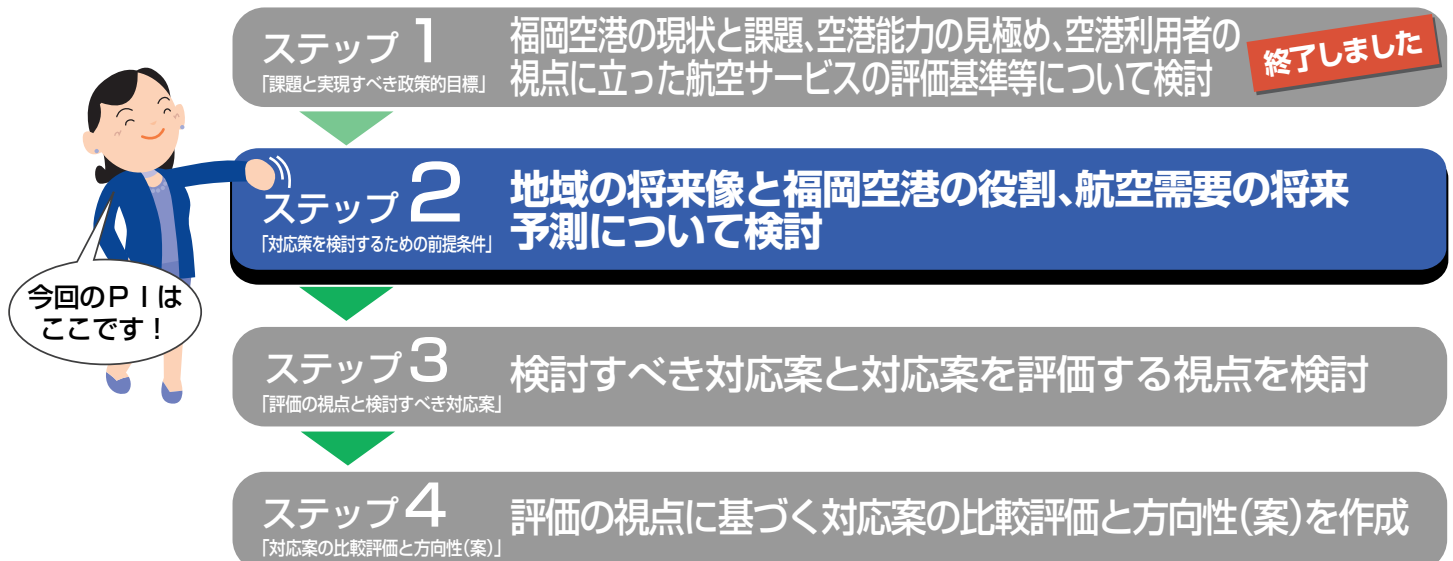 ステップ1
「課題と実現すべき政策的目標」
福岡空港の現状と課題、空港能力の見極め、空港利用者の
視点に立った航空サービスの評価基準等について検討
終了しました
ステップ2
「対応策を検討するための前提条件」
地域の将来像と福岡空港の役割、航空需要の将来
予測について検討
今回のPIは
ここです！
ステップ3
「評価の視点と検討すべき対応案」
検討すべき対応案と対応案を評価する視点を検討
ステップ4
「対応案の比較評価と方向性(案)」
評価の視点に基づく対応案の比較評価と方向性(案)を作成